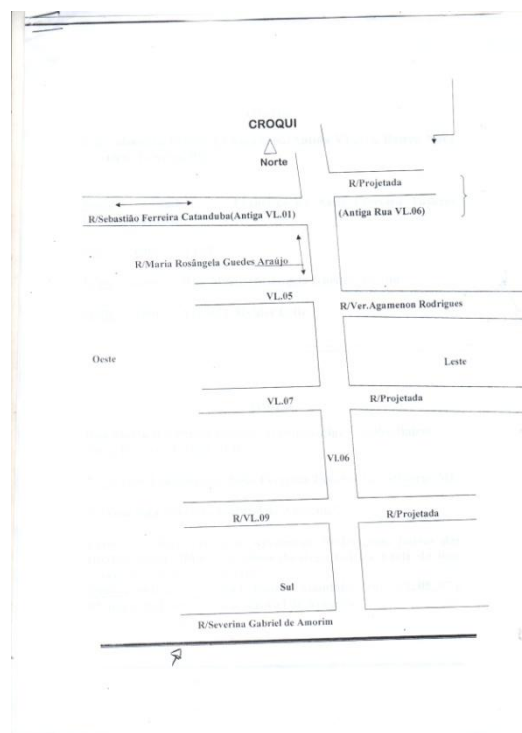 CROQUI
Norte
R/Projetada
R/Sebastião Ferreira Catanduba(Antiga VL.01)
(Antiga Rua VL.06)
R/Maria Rosângela Guedes Araújo
VL.05
R/Ver.Agamenon Rodrigues
Oeste
Leste
VL.07
R/Projetada
VL06
R/VL.09
R/Projetada
Sul
R/Severina Gabriel de Amorim